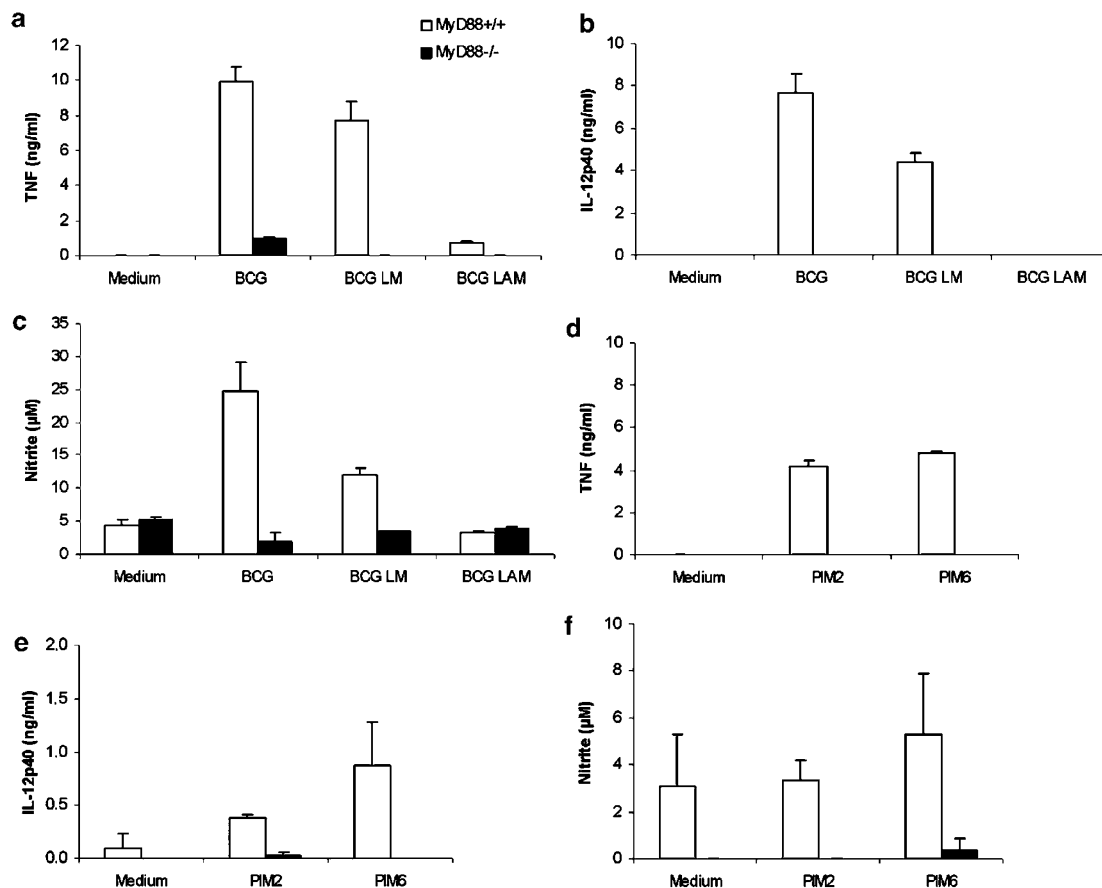 a
MyD88+/+
MyD88-/-
12
10
8
6
4
2
0
TNF (ng/ml)
Medium
BCG
BCG LM
BCG LAM
b
10
8
6
4
2
0
IL-12p40 (ng/ml)
Medium
BCG
BCG LM
BCG LAM
c
35
30
25
20
15
10
5
0
Nitrite (µM)
Medium
BCG
BCG LM
BCG LAM
d
10
8
6
4
2
0
TNF (ng/ml)
Medium
PIM2
PIM6
e
2.0
1.5
1.0
0.5
0.0
IL-12p40 (ng/ml)
Medium
PIM2
PIM6
f
10
8
6
4
2
0
Nitrite (µM)
Medium
PIM2
PIM6